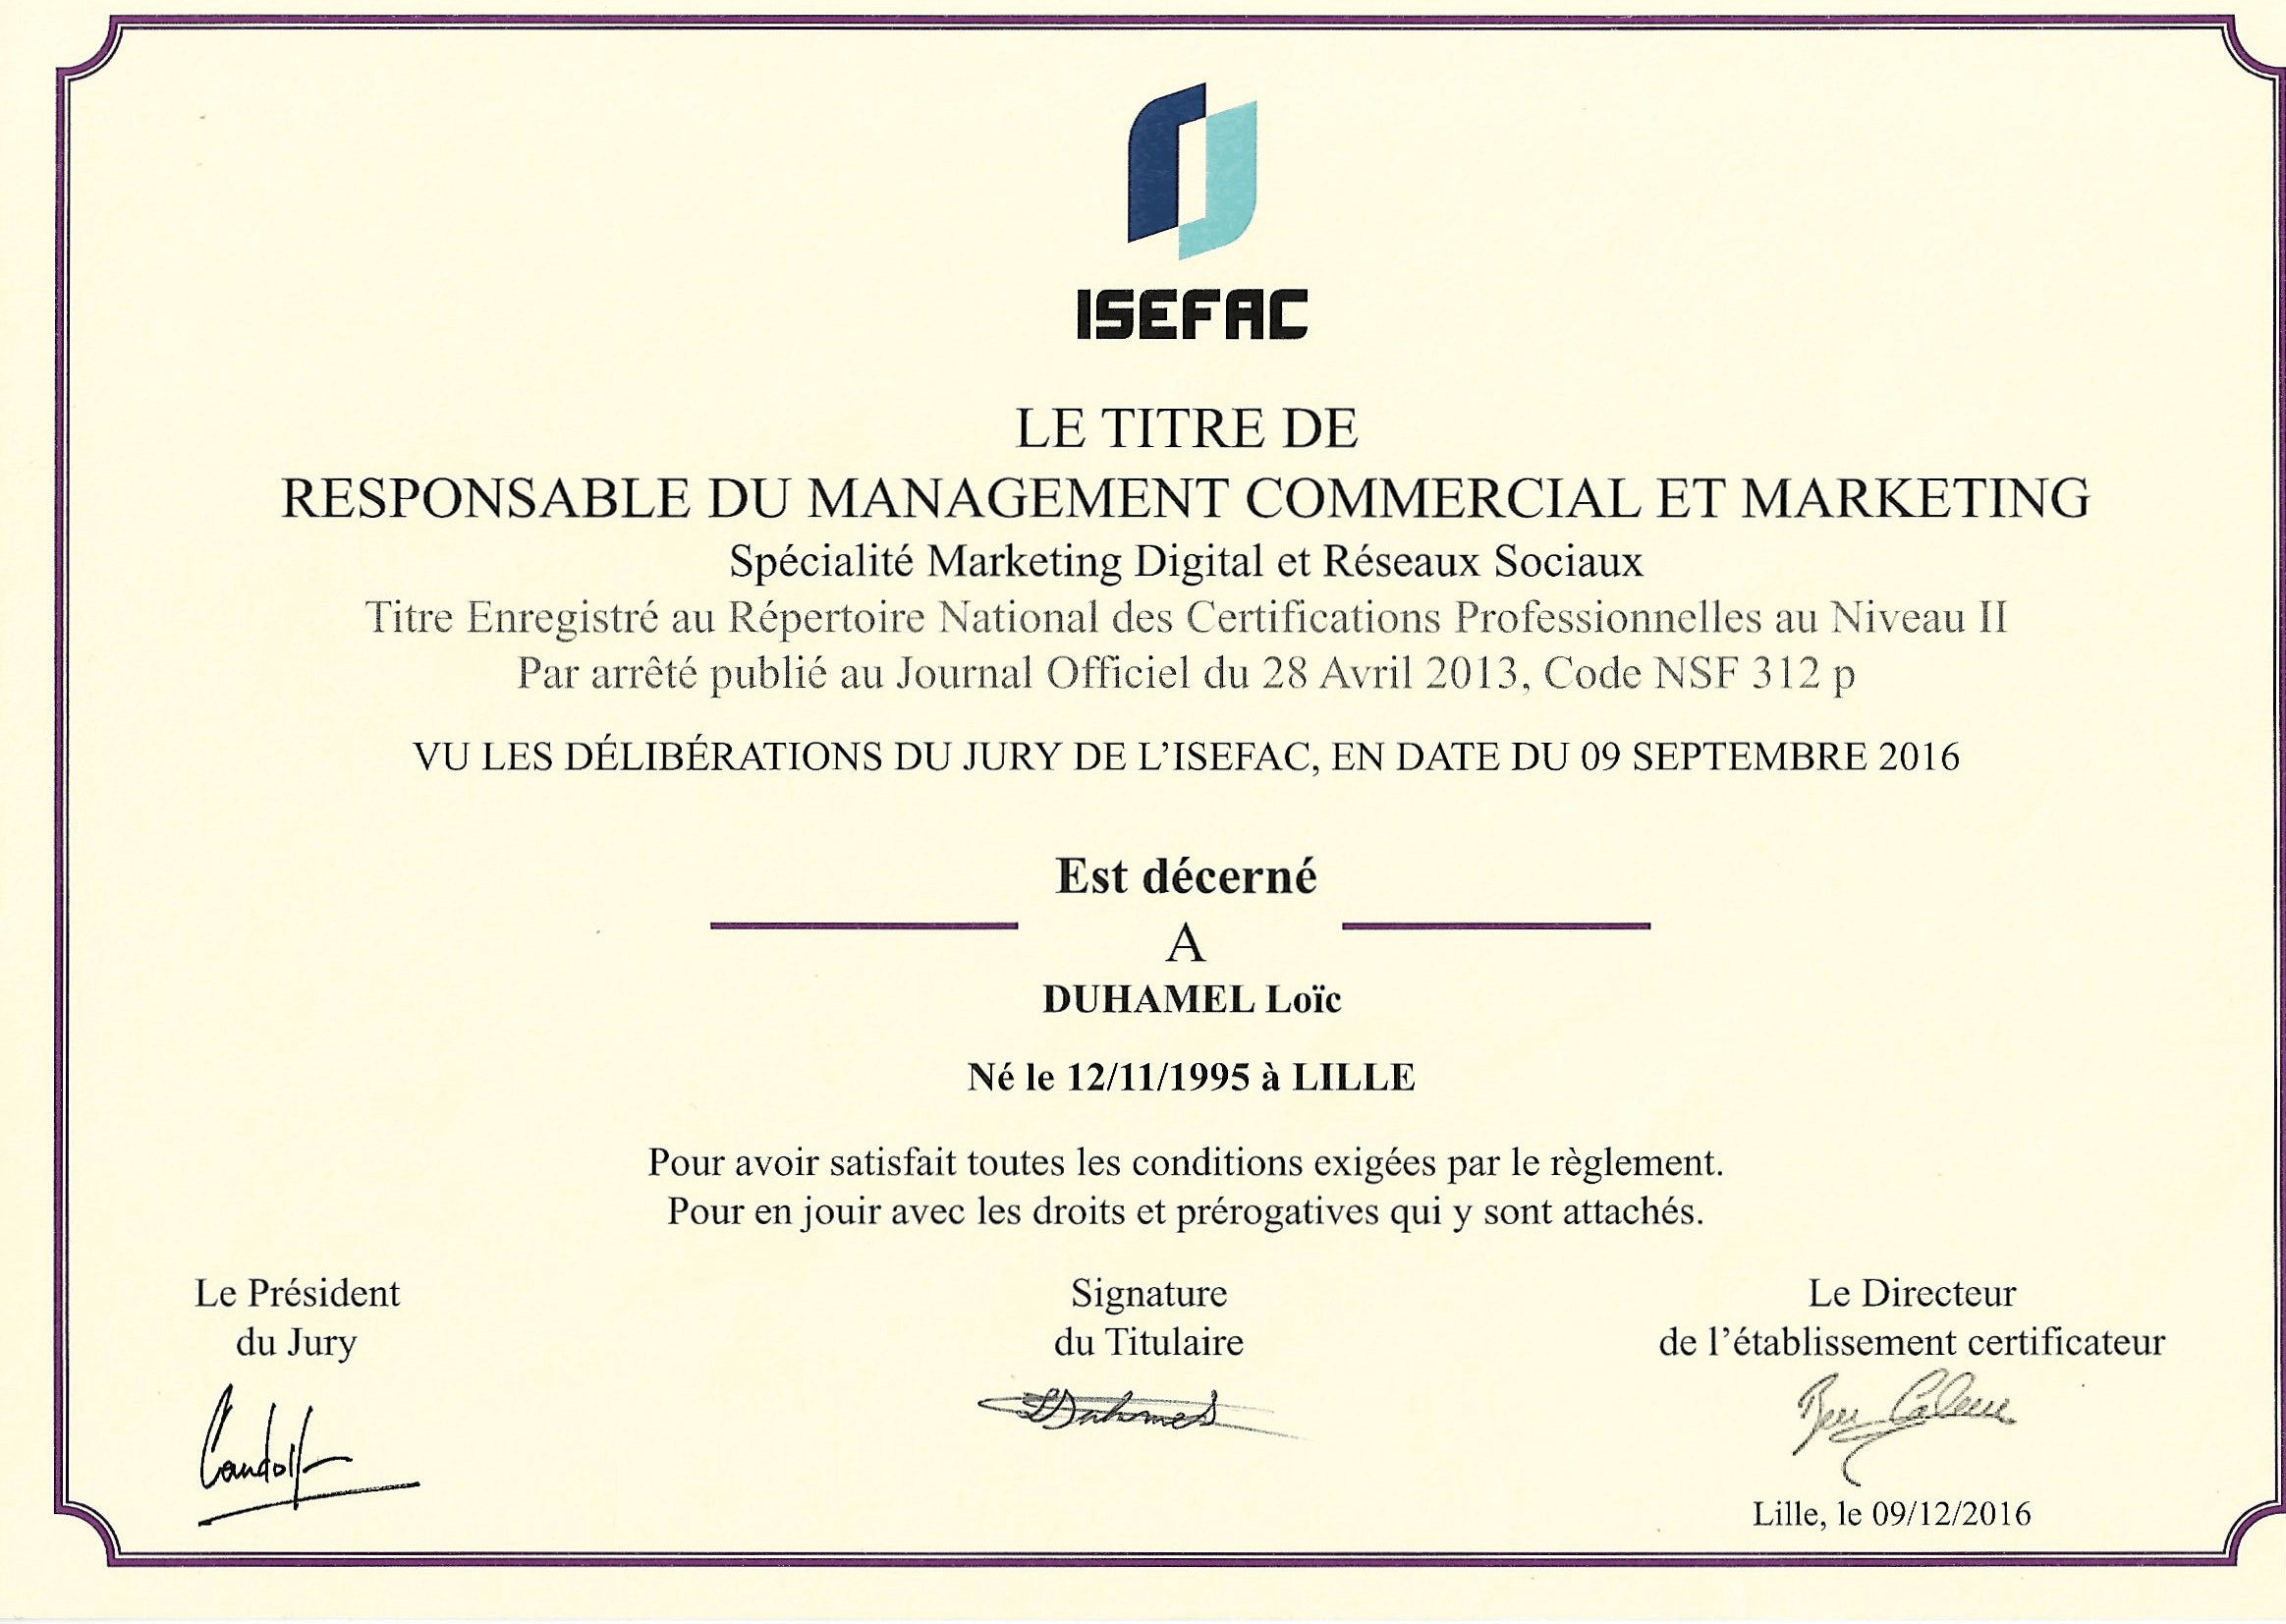 ISEFAC
LE TITRE DE
RESPONSABLE DU MANAGEMENT COMMERCIAL ET MARKETING
Spécialité Marketing Digital et Réseaux Sociaux
Titre Enregistré au Répertoire National des Certifications Professionnelles au Niveau II
Par arrêté publié au Journal Officiel du 28 Avril 2013, Code NSF 312 p
VU LES DÉLIBÉRATIONS DU JURY DE L'ISEFAC, EN DATE DU 09 SEPTEMBRE 2016
Est décerné
A
DUHAMEL Loïc
Né le 12/11/1995 à LILLE
Pour avoir satisfait toutes les conditions exigées par le règlement.
Pour en jouir avec les droits et prérogatives qui y sont attachés.
Le Président
du Jury
Signature
du Titulaire
Le Directeur
de l'établissement certificateur
LDuhamel
Lille, le 09/12/2016